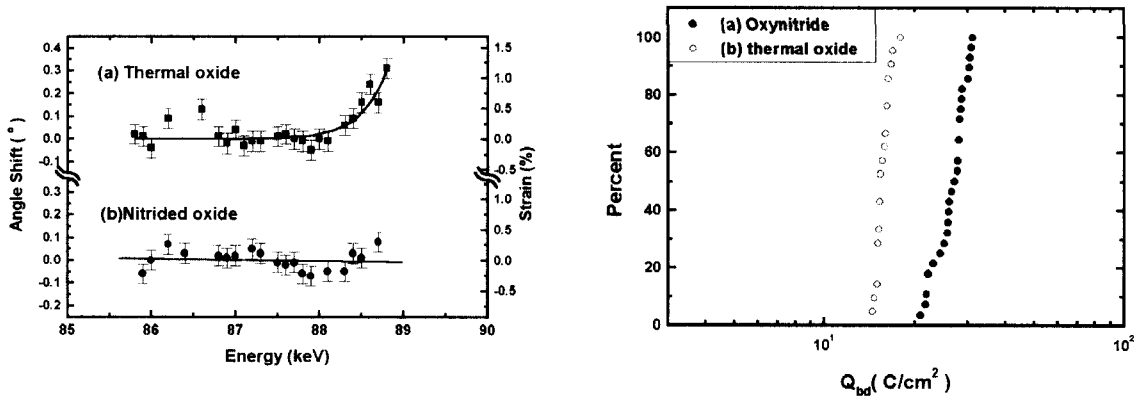 (a) Thermal oxide
(b)Nitrided oxide
Angle Shift ( ° )
Strain (%)
0.4
0.3
0.2
0.1
0.0
-0.1
0.3
0.2
0.1
0.0
-0.1
-0.2
1.5
1.0
0.5
0.0
-0.5
1.0
0.5
0.0
-0.5
85 86 87 88 89 90
Energy (keV)
(a) Oxynitride
(b) thermal oxide
Percent
100
80
60
40
20
0
10¹ 10²
Qbd( C/cm² )